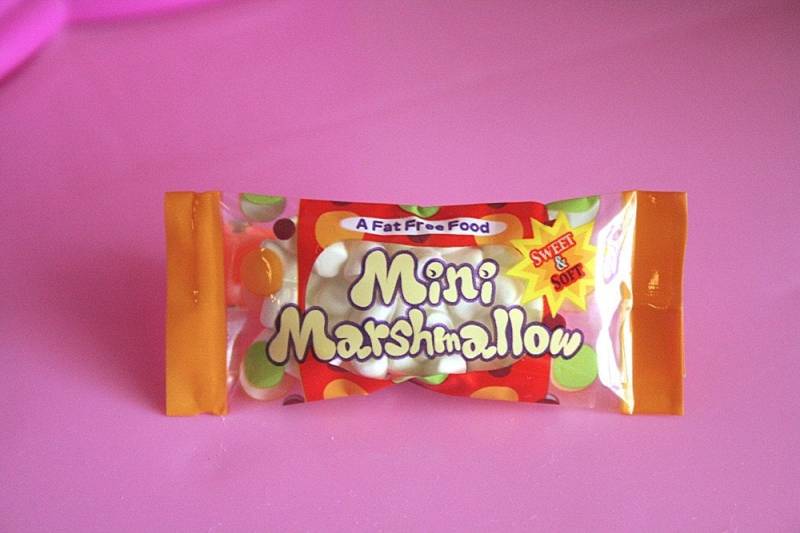 A Fat Free Food
Mini
Marshmallow
SWEET
&
SOFT